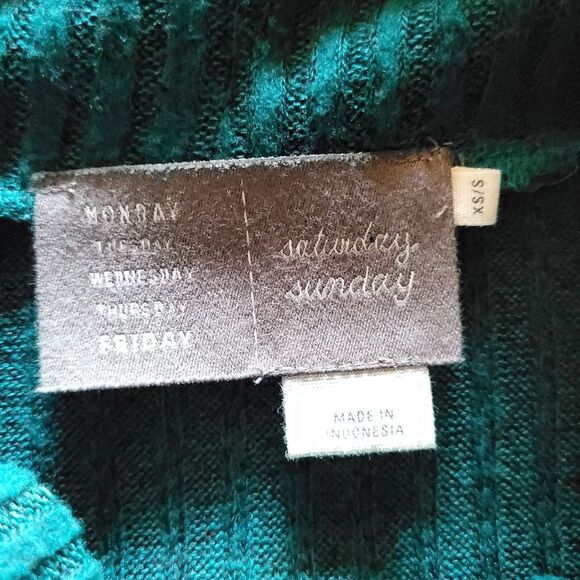 MONDAY
TUESDAY
WEDNESDAY
THURSDAY
FRIDAY
saturday
sunday
XS/S
MADE IN
INDONESIA